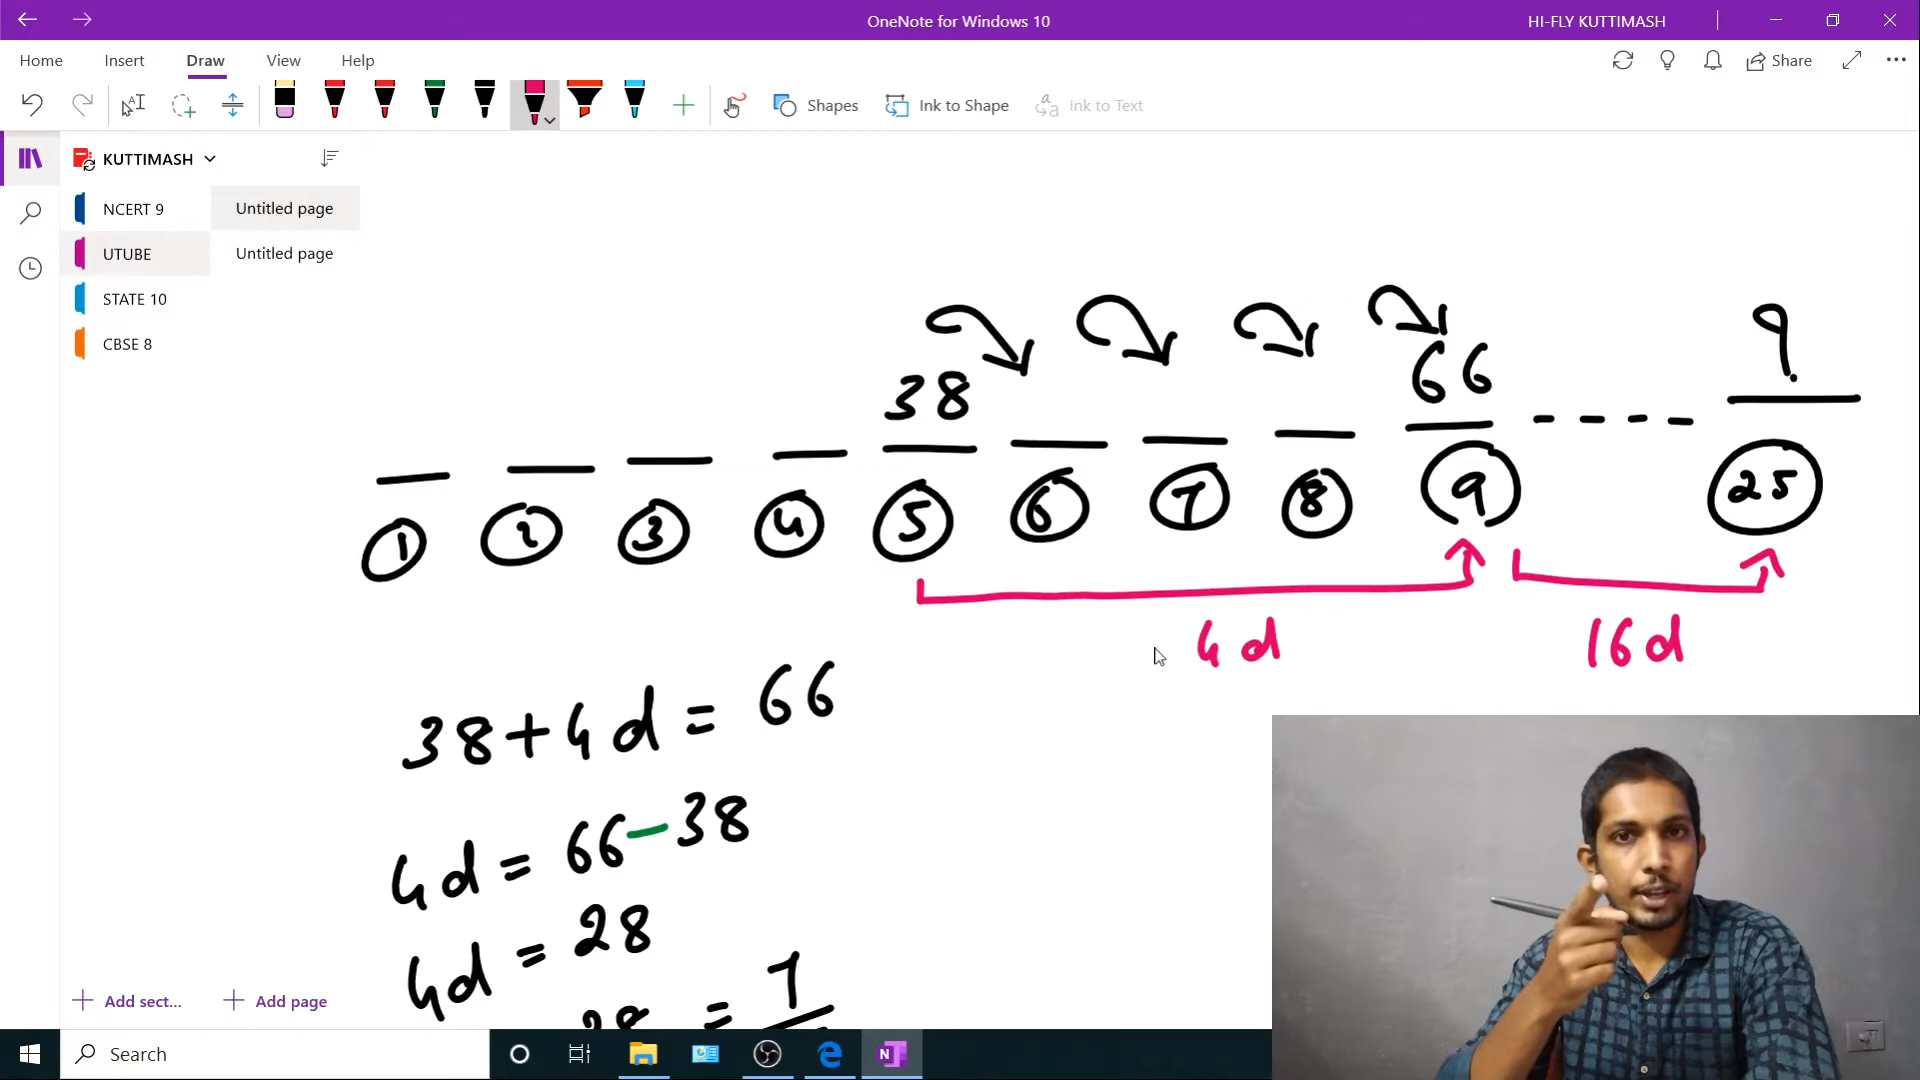 OneNote for Windows 10
HI-FLY KUTTIMASH
Home Insert Draw View Help
Share
Shapes Ink to Shape Ink to Text
KUTTIMASH
NCERT 9
UTUBE
STATE 10
CBSE 8
Untitled page
Untitled page
38 66 ?
1 2 3 4 5 6 7 8 9 25
4d 16d
38+4d = 66
4d = 66-38
4d = 28
28 = 7
Add sect... Add page
Search